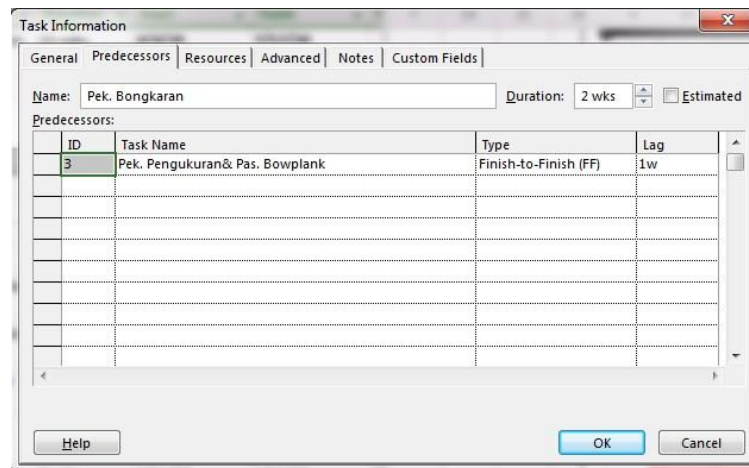 Task Information
General Predecessors Resources Advanced Notes Custom Fields
Name: Pek. Bongkaran Duration: 2 wks Estimated
Predecessors:
ID Task Name Type Lag
3 Pek. Pengukuran& Pas. Bowplank Finish-to-Finish (FF) 1w
Help OK Cancel